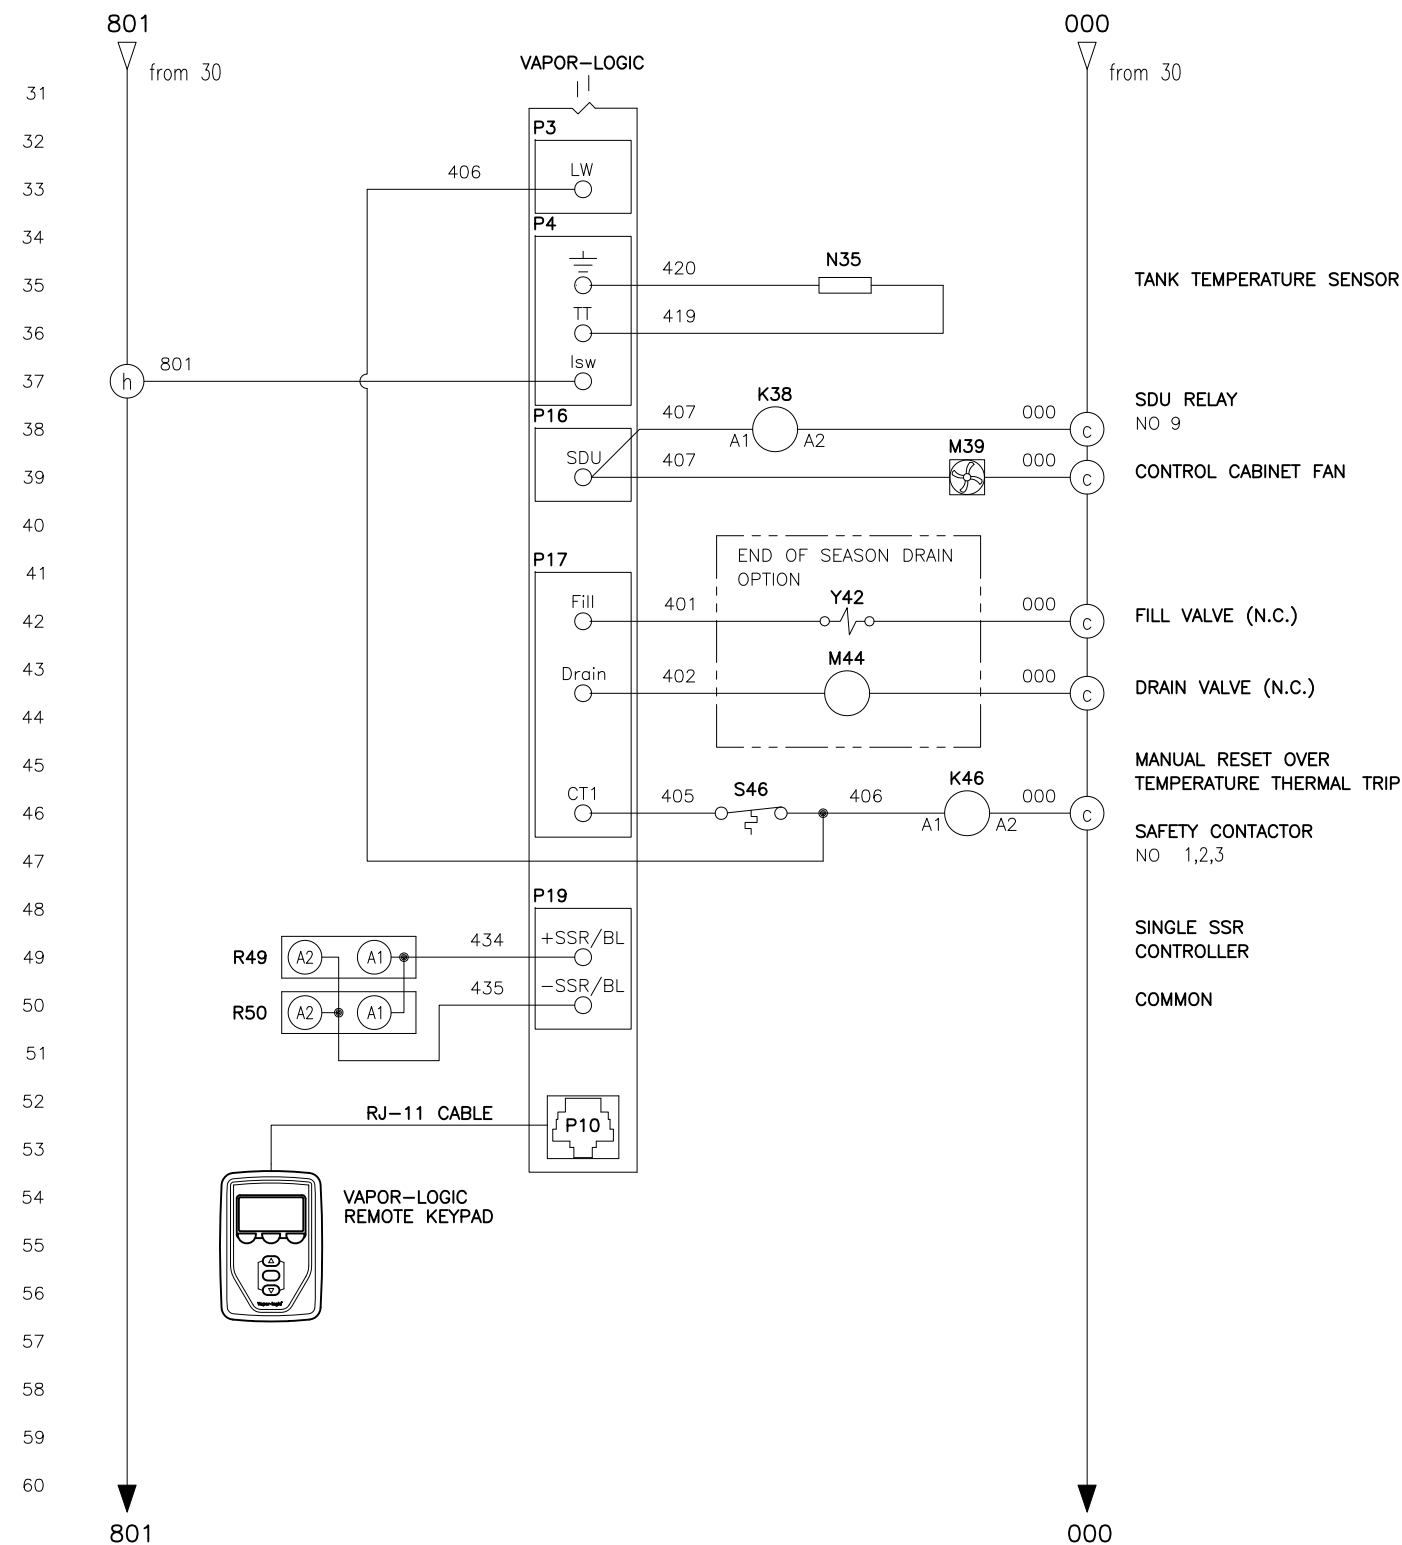 801
000
from 30
from 30
VAPOR-LOGIC
31
32
P3
LW
406
33
34
P4
420
N35
35
TANK TEMPERATURE SENSOR
TT
419
36
801
Isw
37
h
K38
SDU RELAY
P16
407
000
NO 9
38
A1
A2
c
M39
SDU
407
000
CONTROL CABINET FAN
39
c
40
END OF SEASON DRAIN
OPTION
P17
41
Y42
Fill
401
000
FILL VALVE (N.C.)
42
c
43
M44
Drain
402
000
DRAIN VALVE (N.C.)
c
44
45
MANUAL RESET OVER
TEMPERATURE THERMAL TRIP
S46
K46
CT1
405
406
000
46
A1
A2
c
SAFETY CONTACTOR
NO 1,2,3
47
48
P19
SINGLE SSR
CONTROLLER
434
+SSR/BL
49
R49
A2
A1
435
-SSR/BL
50
R50
A2
A1
COMMON
51
52
RJ-11 CABLE
P10
53
54
VAPOR-LOGIC
REMOTE KEYPAD
55
56
Vapor-logic
57
58
59
60
801
000